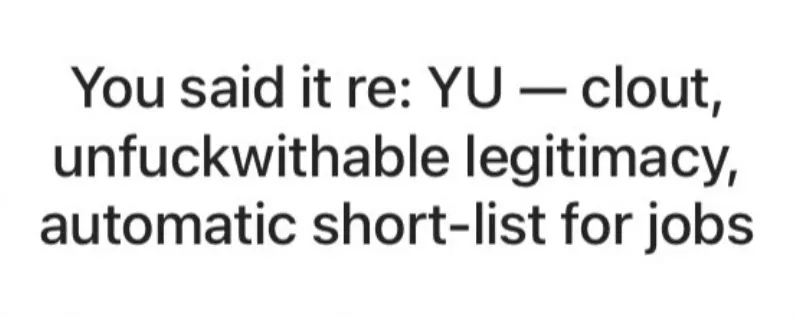 You said it re: YU — clout,
unfuckwithable legitimacy,
automatic short-list for jobs